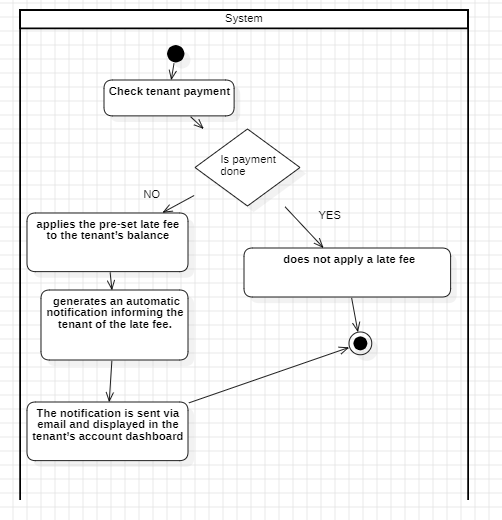 System
Check tenant payment
Is payment
done
NO
YES
applies the pre-set late fee
to the tenant's balance
does not apply a late fee
generates an automatic
notification informing the
tenant of the late fee.
The notification is sent via
email and displayed in the
tenant's account dashboard